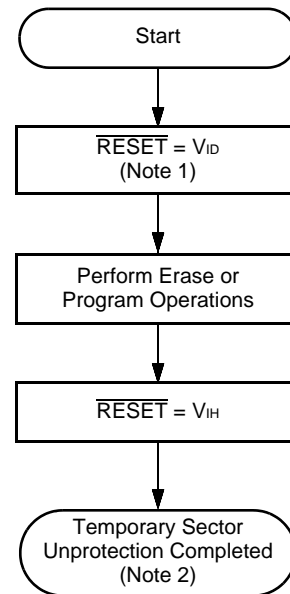 Start
RESET = VID
(Note 1)
Perform Erase or
Program Operations
RESET = VIH
Temporary Sector
Unprotection Completed
(Note 2)